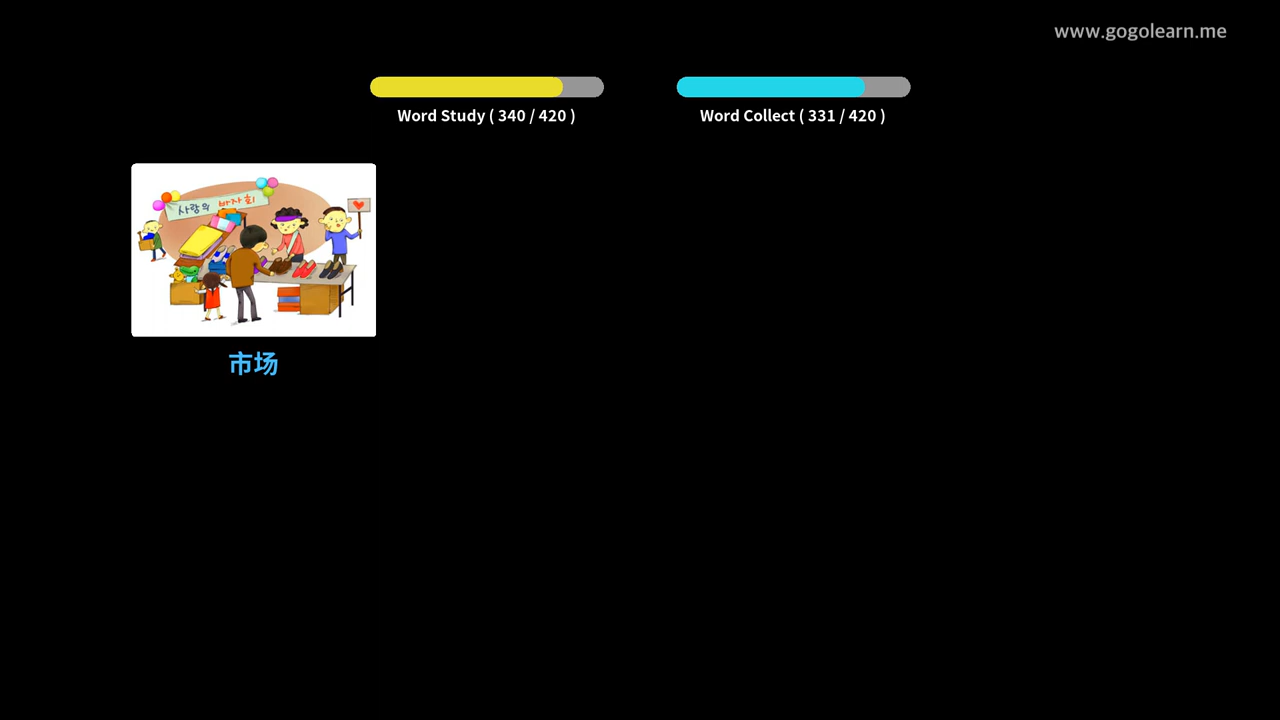 www.gogolearn.me
Word Study ( 340 / 420 )
Word Collect ( 331 / 420 )
사랑의 바자회
市场